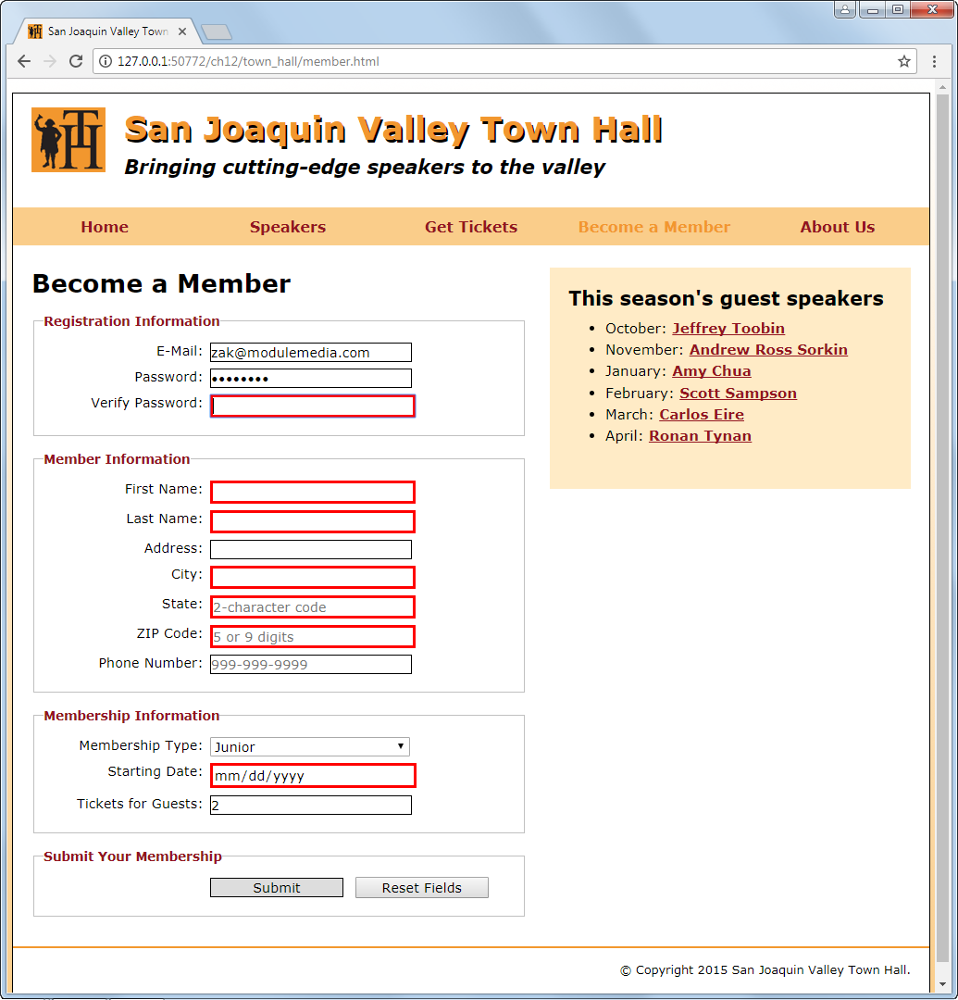 San Joaquin Valley Town
127.0.0.1:50772/ch12/town_hall/member.html
TH
San Joaquin Valley Town Hall
Bringing cutting-edge speakers to the valley
Home Speakers Get Tickets Become a Member About Us
Become a Member
Registration Information
E-Mail: zak@modulemedia.com
Password: ••••••••
Verify Password:
Member Information
First Name:
Last Name:
Address:
City:
State: 2-character code
ZIP Code: 5 or 9 digits
Phone Number: 999-999-9999
Membership Information
Membership Type: Junior
Starting Date: mm/dd/yyyy
Tickets for Guests: 2
Submit Your Membership
Submit Reset Fields
This season's guest speakers
• October: Jeffrey Toobin
• November: Andrew Ross Sorkin
• January: Amy Chua
• February: Scott Sampson
• March: Carlos Eire
• April: Ronan Tynan
© Copyright 2015 San Joaquin Valley Town Hall.